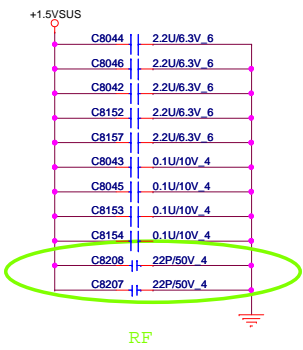 +1.5VSUS
C8044 2.2U/6.3V_6
C8046 2.2U/6.3V_6
C8042 2.2U/6.3V_6
C8152 2.2U/6.3V_6
C8157 2.2U/6.3V_6
C8043 0.1U/10V_4
C8045 0.1U/10V_4
C8153 0.1U/10V_4
C8154 0.1U/10V_4
C8208 22P/50V_4
C8207 22P/50V_4
RF